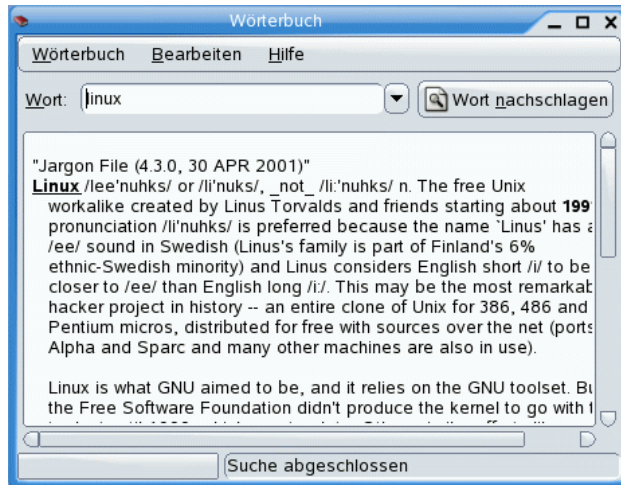 Wörterbuch
Wörterbuch Bearbeiten Hilfe
Wort: linux Wort nachschlagen
"Jargon File (4.3.0, 30 APR 2001)"
Linux /lee'nuhks/ or /li'nuks/, _not_ /li:'nuhks/ n. The free Unix
workalike created by Linus Torvalds and friends starting about 199
pronunciation /li'nuhks/ is preferred because the name `Linus' has a
/ee/ sound in Swedish (Linus's family is part of Finland's 6%
ethnic-Swedish minority) and Linus considers English short /i/ to be
closer to /ee/ than English long /i:/. This may be the most remarkab
hacker project in history -- an entire clone of Unix for 386, 486 and
Pentium micros, distributed for free with sources over the net (ports
Alpha and Sparc and many other machines are also in use).
Linux is what GNU aimed to be, and it relies on the GNU toolset. Bu
the Free Software Foundation didn't produce the kernel to go with t
Suche abgeschlossen